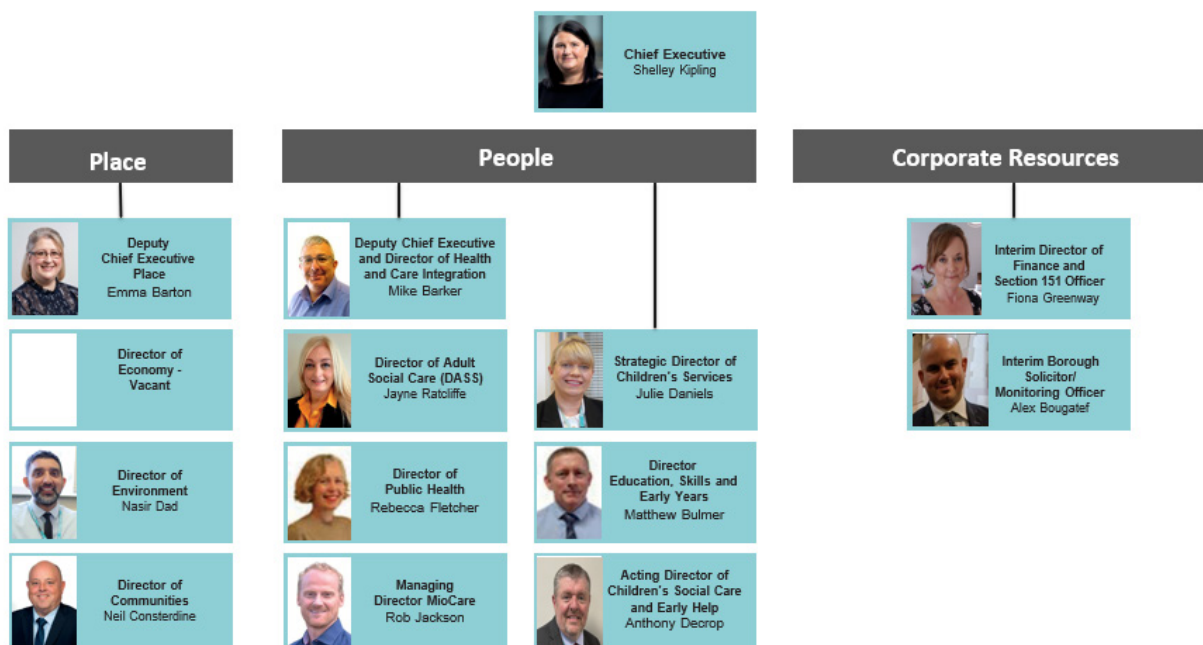 Chief Executive
Shelley Kipling
Place
People
Corporate Resources
Deputy
Chief Executive
Place
Emma Barton
Deputy Chief Executive
and Director of Health
and Care Integration
Mike Barker
Interim Director of
Finance and
Section 151 Officer
Fiona Greenway
Director of
Economy -
Vacant
Director of Adult
Social Care (DASS)
Jayne Ratcliffe
Strategic Director of
Children's Services
Julie Daniels
Interim Borough
Solicitor/
Monitoring Officer
Alex Bougatef
Director of
Environment
Nasir Dad
Director of
Public Health
Rebecca Fletcher
Director
Education, Skills and
Early Years
Matthew Bulmer
Director of
Communities
Neil Consterdine
Managing
Director MioCare
Rob Jackson
Acting Director of
Children's Social Care
and Early Help
Anthony Decrop